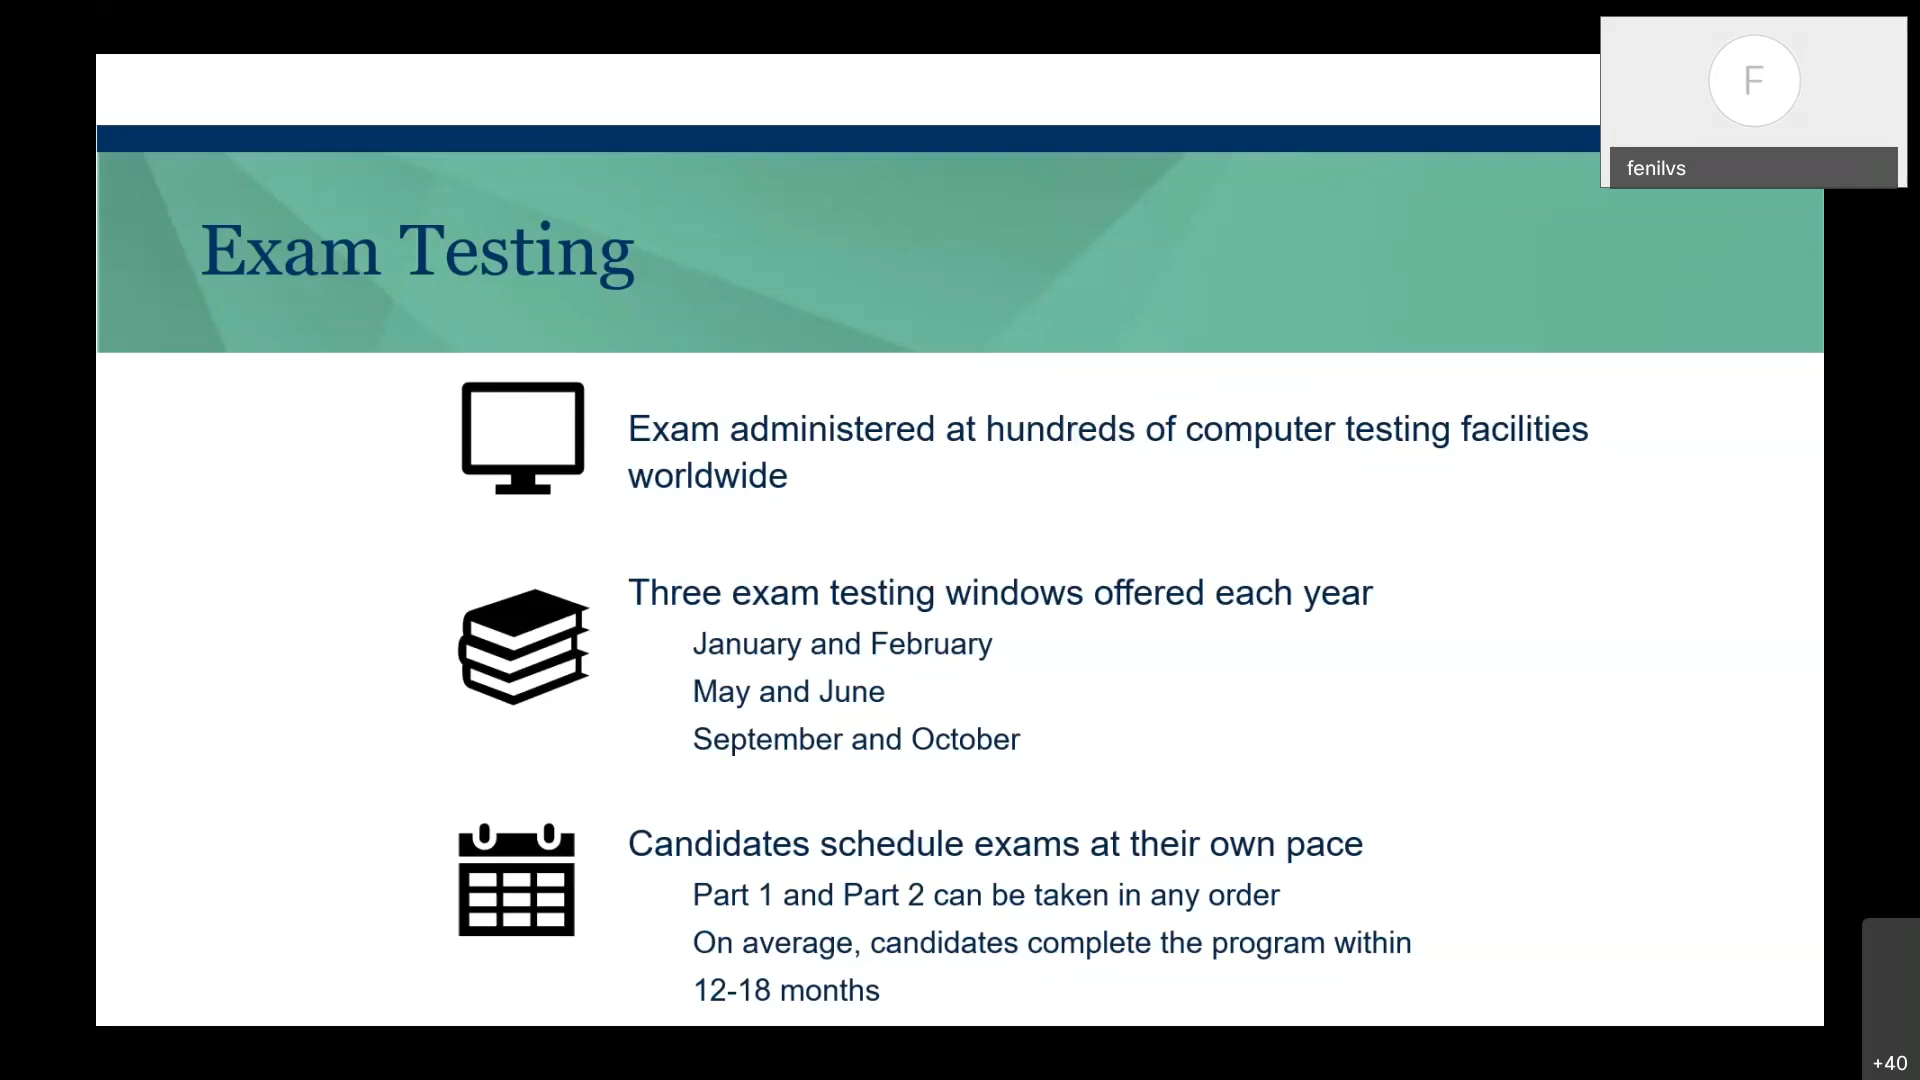 F
fenilvs
Exam Testing
Exam administered at hundreds of computer testing facilities
worldwide
Three exam testing windows offered each year
January and February
May and June
September and October
Candidates schedule exams at their own pace
Part 1 and Part 2 can be taken in any order
On average, candidates complete the program within
12-18 months
+40